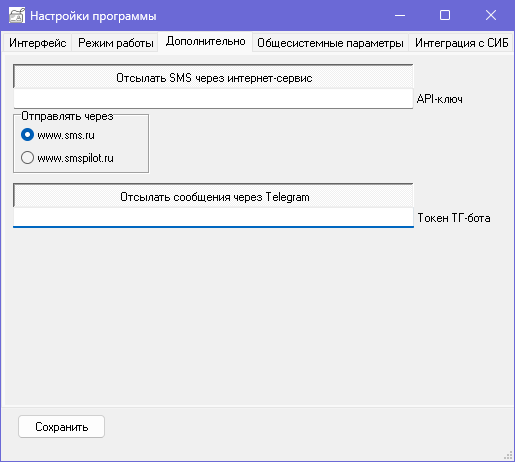 Настройки программы
Интерфейс Режим работы Дополнительно Общесистемные параметры Интеграция с СИБ
Отсылать SMS через интернет-сервис
API-ключ
Отправлять через
www.sms.ru
www.smspilot.ru
Отсылать сообщения через Telegram
Токен ТГ-бота
Сохранить